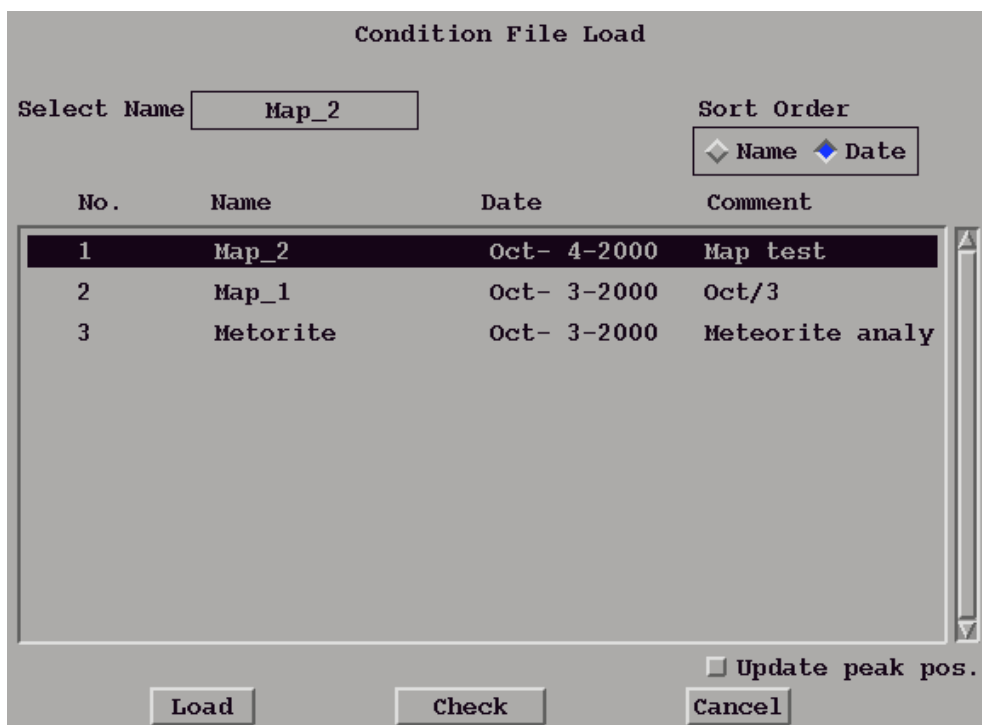 Condition File Load
Select Name Map_2 Sort Order
Name Date
No. Name Date Comment
1 Map_2 Oct- 4-2000 Map test
2 Map_1 Oct- 3-2000 Oct/3
3 Metorite Oct- 3-2000 Meteorite analy
Update peak pos.
Load Check Cancel